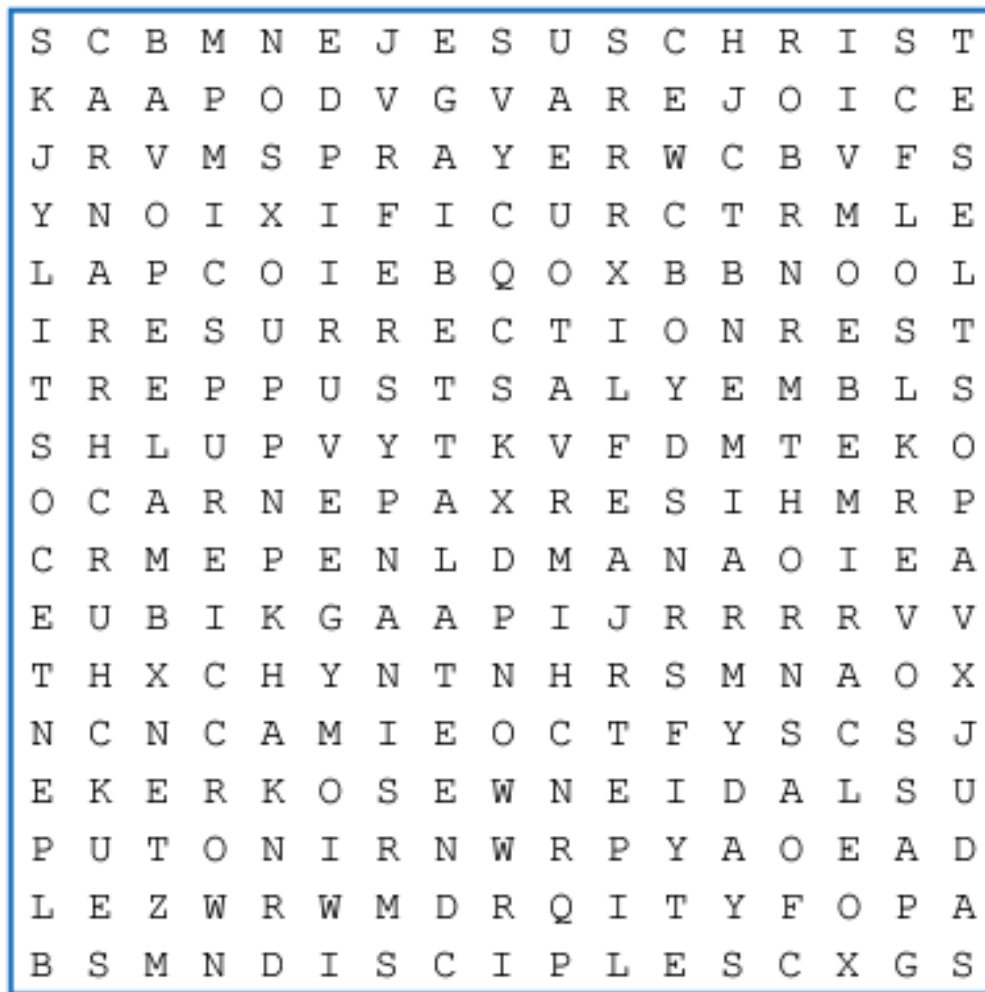 S C B M N E J E S U S C H R I S T
K A A P O D V G V A R E J O I C E
J R V M S P R A Y E R W C B V F S
Y N O I X I F I C U R C T R M L E
L A P C O I E B Q O X B B N O O L
I R E S U R R E C T I O N R E S T
T R E P P U S T S A L Y E M B L S
S H L U P V Y T K V F D M T E K O
O C A R N E P A X R E S I H M R P
C R M E P E N L D M A N A O I E A
E U B I K G A A P I J R R R R V V
T H X C H Y N T N H R S M N A O X
N C N C A M I E O C T F Y S C S J
E K E R K O S E W N E I D A L S U
P U T O N I R N W R P Y A O E A D
L E Z W R W M D R Q I T Y F O P A
B S M N D I S C I P L E S C X G S